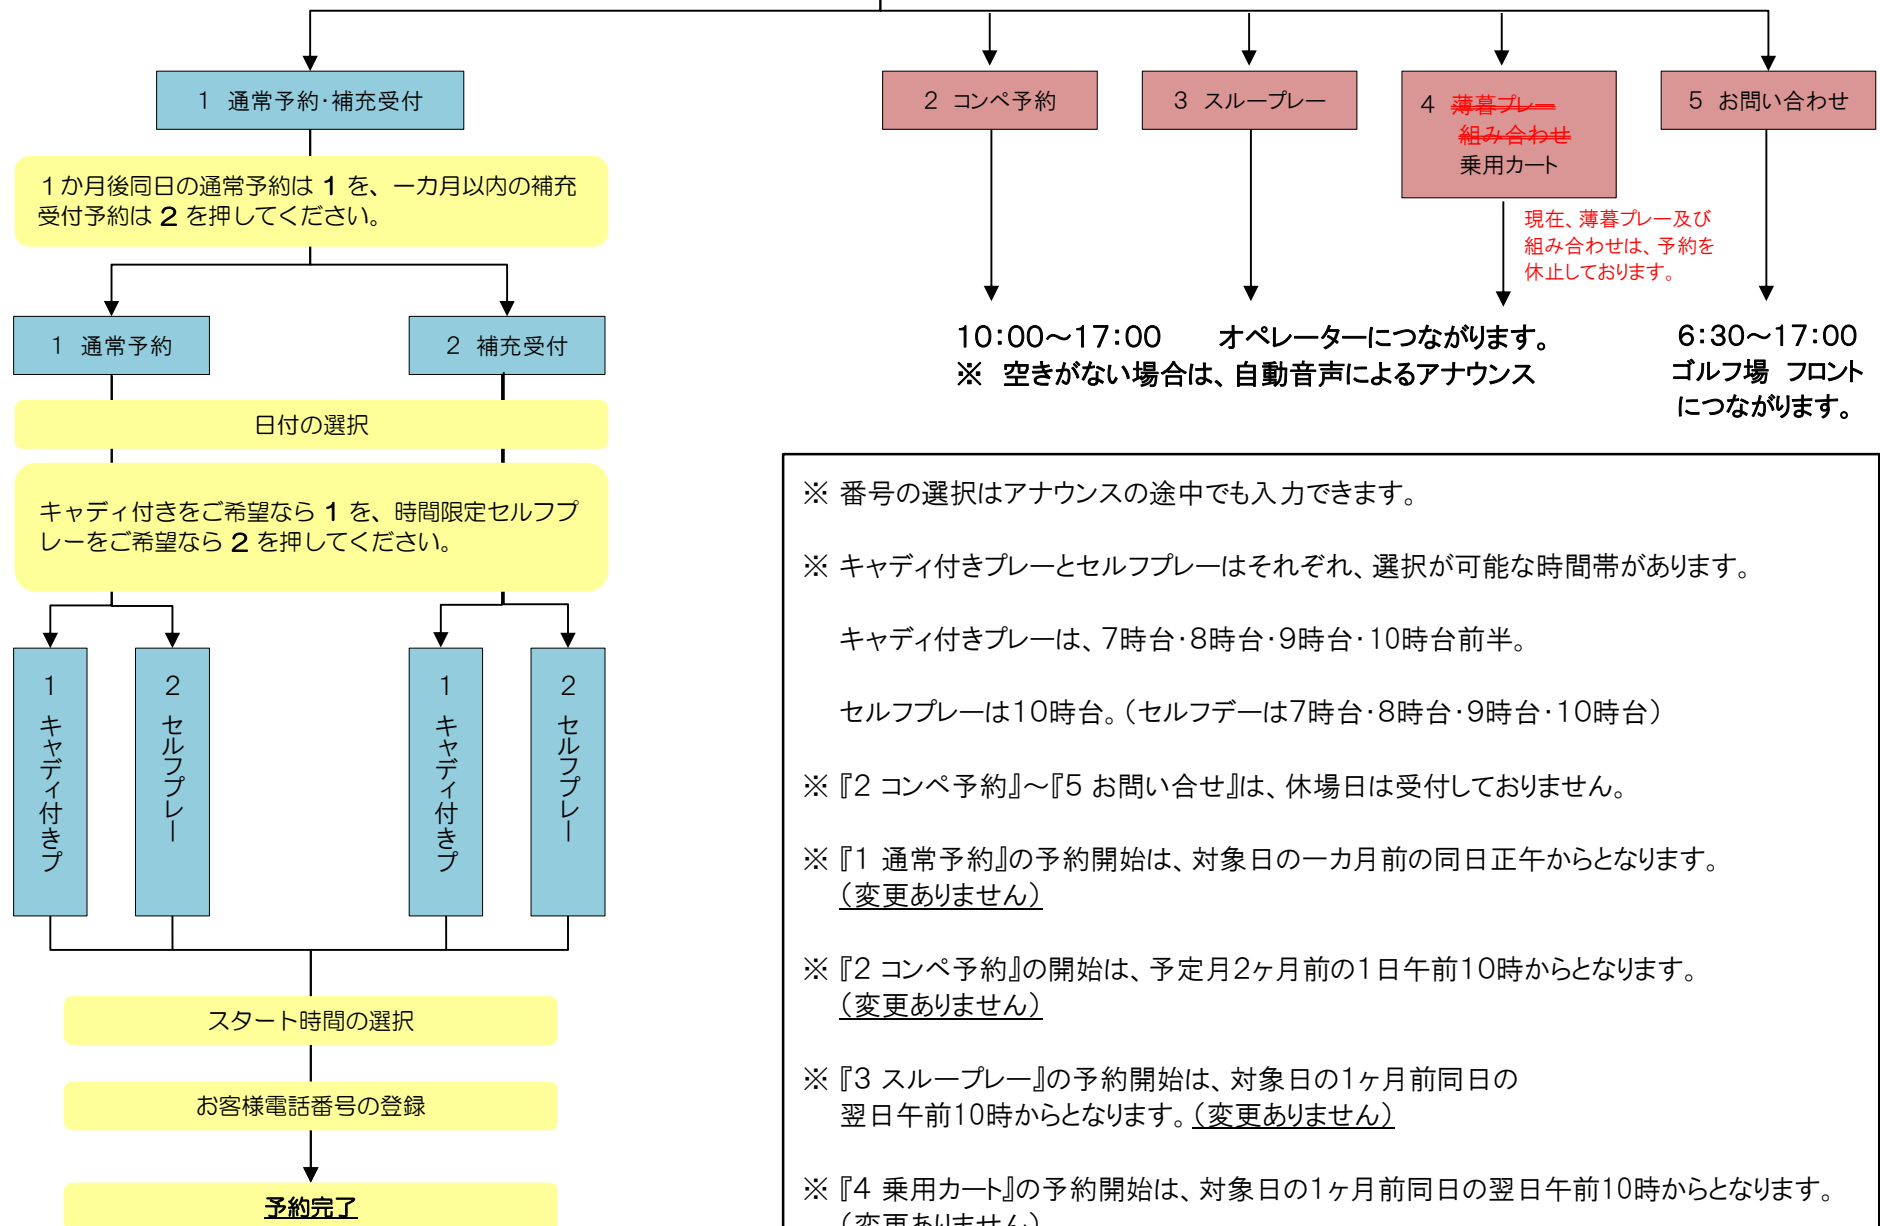 1 通常予約・補充受付
2 コンペ予約
3 スループレー
4 薄暮プレー
組み合わせ
乗用カート
5 お問い合わせ
１か月後同日の通常予約は 1 を、一カ月以内の補充
受付予約は 2 を押してください。
現在、薄暮プレー及び
組み合わせは、予約を
休止しております。
1 通常予約
2 補充受付
10:00～17:00 オペレーターにつながります。
※ 空きがない場合は、自動音声によるアナウンス
6:30～17:00
ゴルフ場 フロント
につながります。
日付の選択
キャディ付きをご希望なら 1 を、時間限定セルフプ
レーをご希望なら 2 を押してください。
1 キャディ付きプ
2 セルフプレー
1 キャディ付きプ
2 セルフプレー
スタート時間の選択
お客様電話番号の登録
予約完了
※ 番号の選択はアナウンスの途中でも入力できます。
※ キャディ付きプレーとセルフプレーはそれぞれ、選択が可能な時間帯があります。
キャディ付きプレーは、7時台・8時台・9時台・10時台前半。
セルフプレーは10時台。（セルフデーは7時台・8時台・9時台・10時台）
※『2 コンペ予約』～『5 お問い合せ』は、休場日は受付しておりません。
※『1 通常予約』の予約開始は、対象日の一カ月前の同日正午からとなります。
（変更ありません）
※『2 コンペ予約』の開始は、予定月2ヶ月前の1日午前10時からとなります。
（変更ありません）
※『3 スループレー』の予約開始は、対象日の1ヶ月前同日の
翌日午前10時からとなります。（変更ありません）
※『4 乗用カート』の予約開始は、対象日の1ヶ月前同日の翌日午前10時からとなります。
（変更ありません）